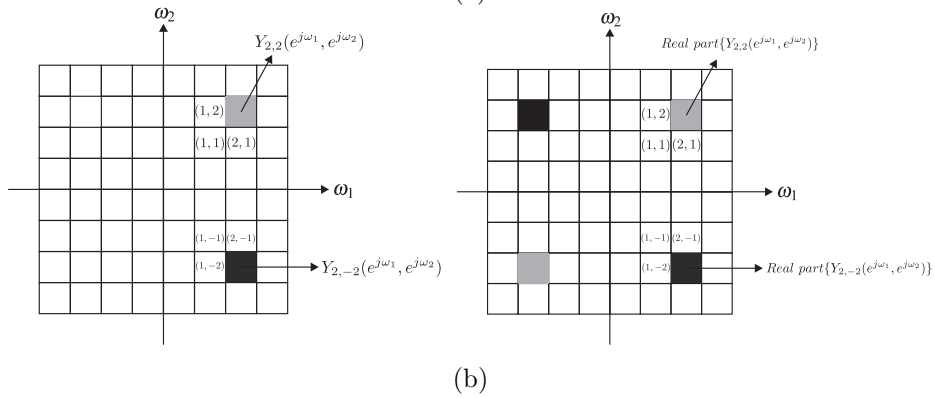 ω₂
Y₂,₂(e^{jω₁}, e^{jω₂})
(1, 2)
(1, 1) (2, 1)
ω₁
(1, −1) (2, −1)
(1, −2)
Y₂,₋₂(e^{jω₁}, e^{jω₂})
ω₂
Real part{Y₂,₂(e^{jω₁}, e^{jω₂})}
(1, 2)
(1, 1) (2, 1)
ω₁
(1, −1) (2, −1)
(1, −2)
Real part{Y₂,₋₂(e^{jω₁}, e^{jω₂})}
(b)